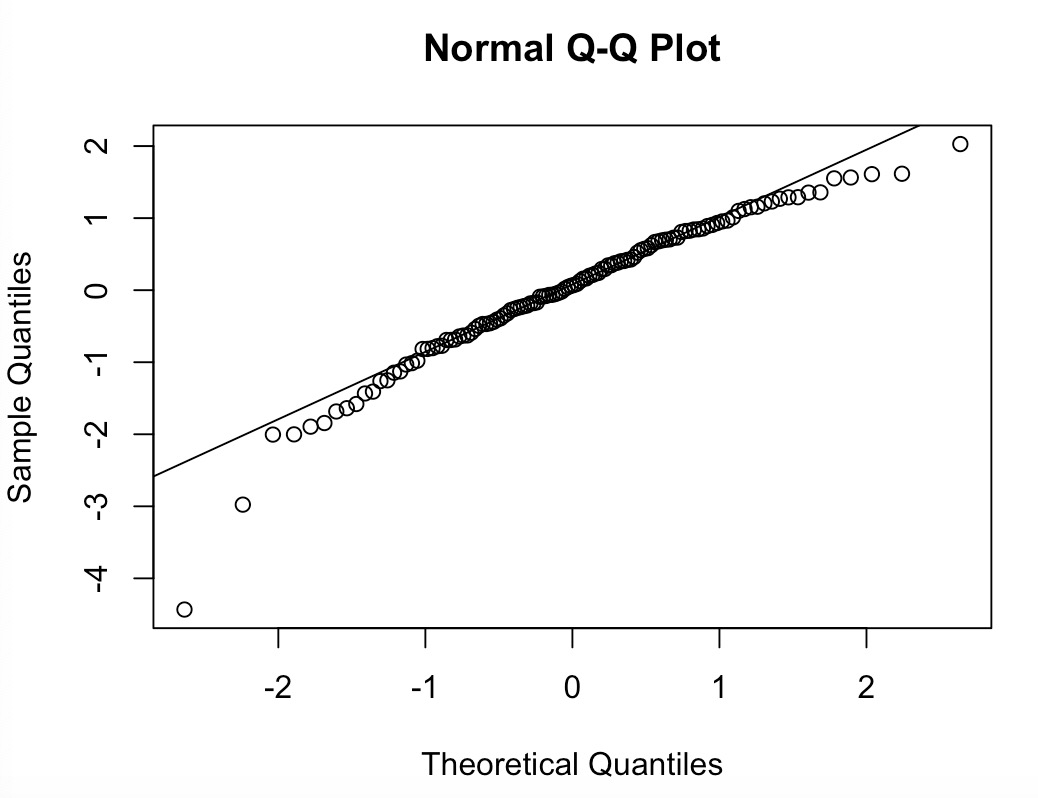 Normal Q-Q Plot
Sample Quantiles
2
1
0
-1
-2
-3
-4
-2 -1 0 1 2
Theoretical Quantiles